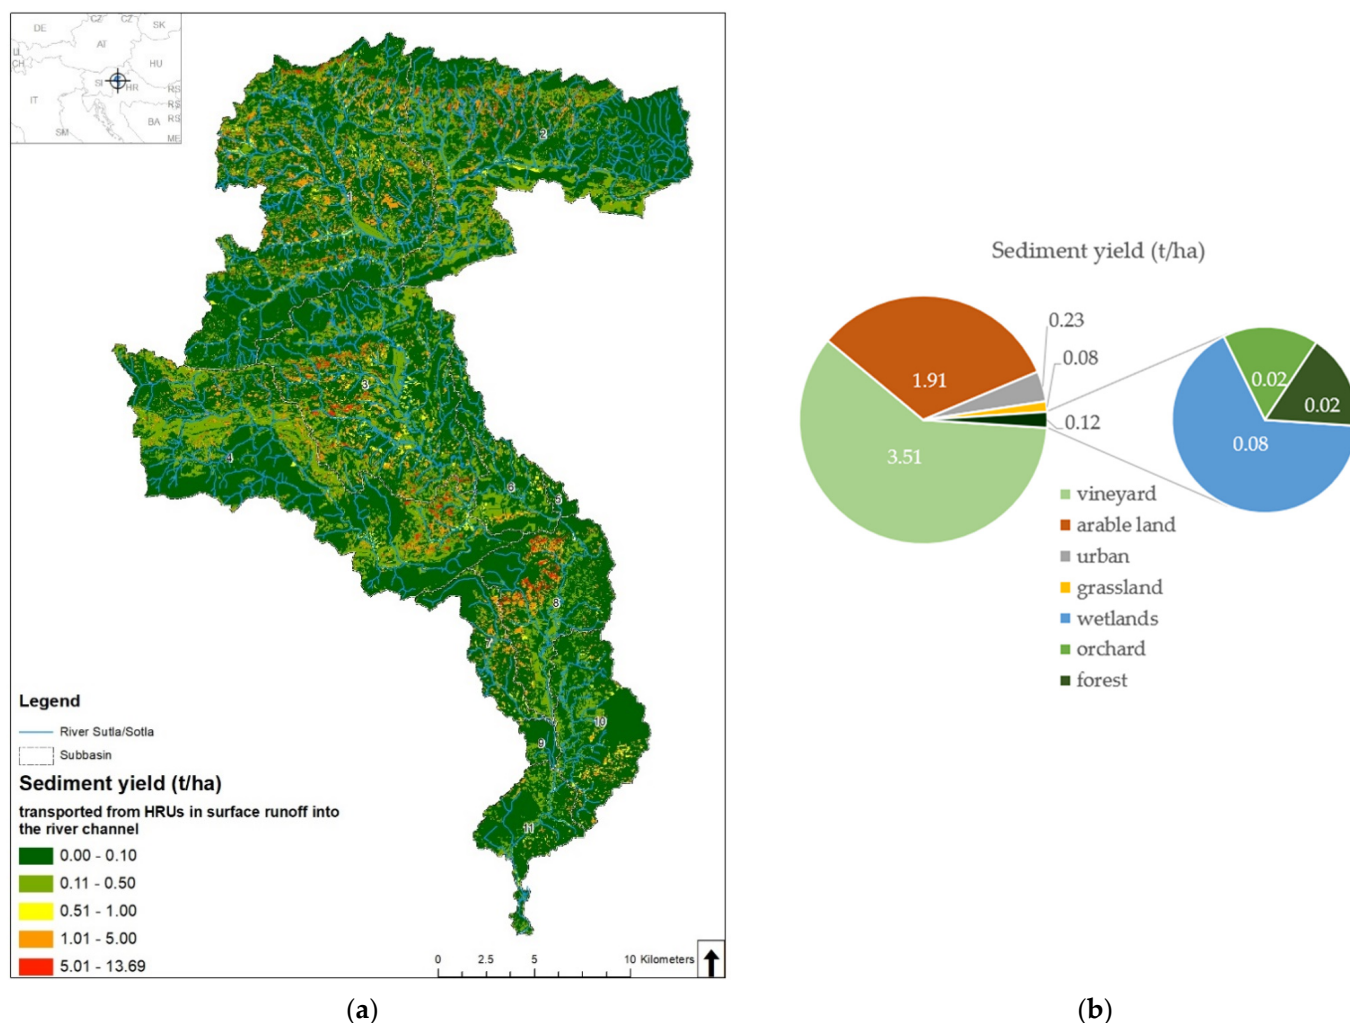 DE
CZ
CZ
SK
AT
LI
CH
HU
SI
HR
RS
IT
RS
BA
RS
SM
ME
2
1
3
4
6
5
8
7
10
9
11
Legend
River Sutla/Sotla
Subbasin
Sediment yield (t/ha)
transported from HRUs in surface runoff into
the river channel
0.00 - 0.10
0.11 - 0.50
0.51 - 1.00
1.01 - 5.00
5.01 - 13.69
0 2.5 5 10 Kilometers
(a)
Sediment yield (t/ha)
0.23
0.08
1.91
0.12
3.51
0.02
0.02
0.08
vineyard
arable land
urban
grassland
wetlands
orchard
forest
(b)